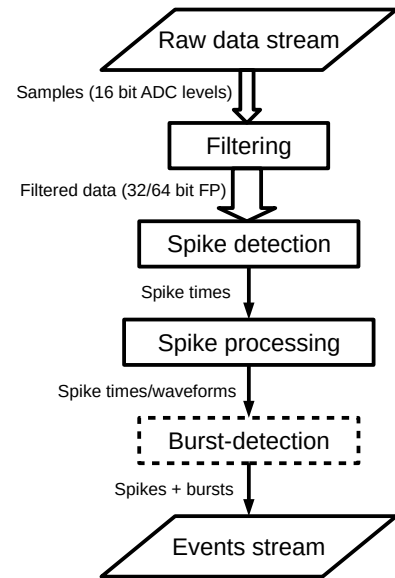 Raw data stream
Samples (16 bit ADC levels)
Filtering
Filtered data (32/64 bit FP)
Spike detection
Spike times
Spike processing
Spike times/waveforms
Burst-detection
Spikes + bursts
Events stream